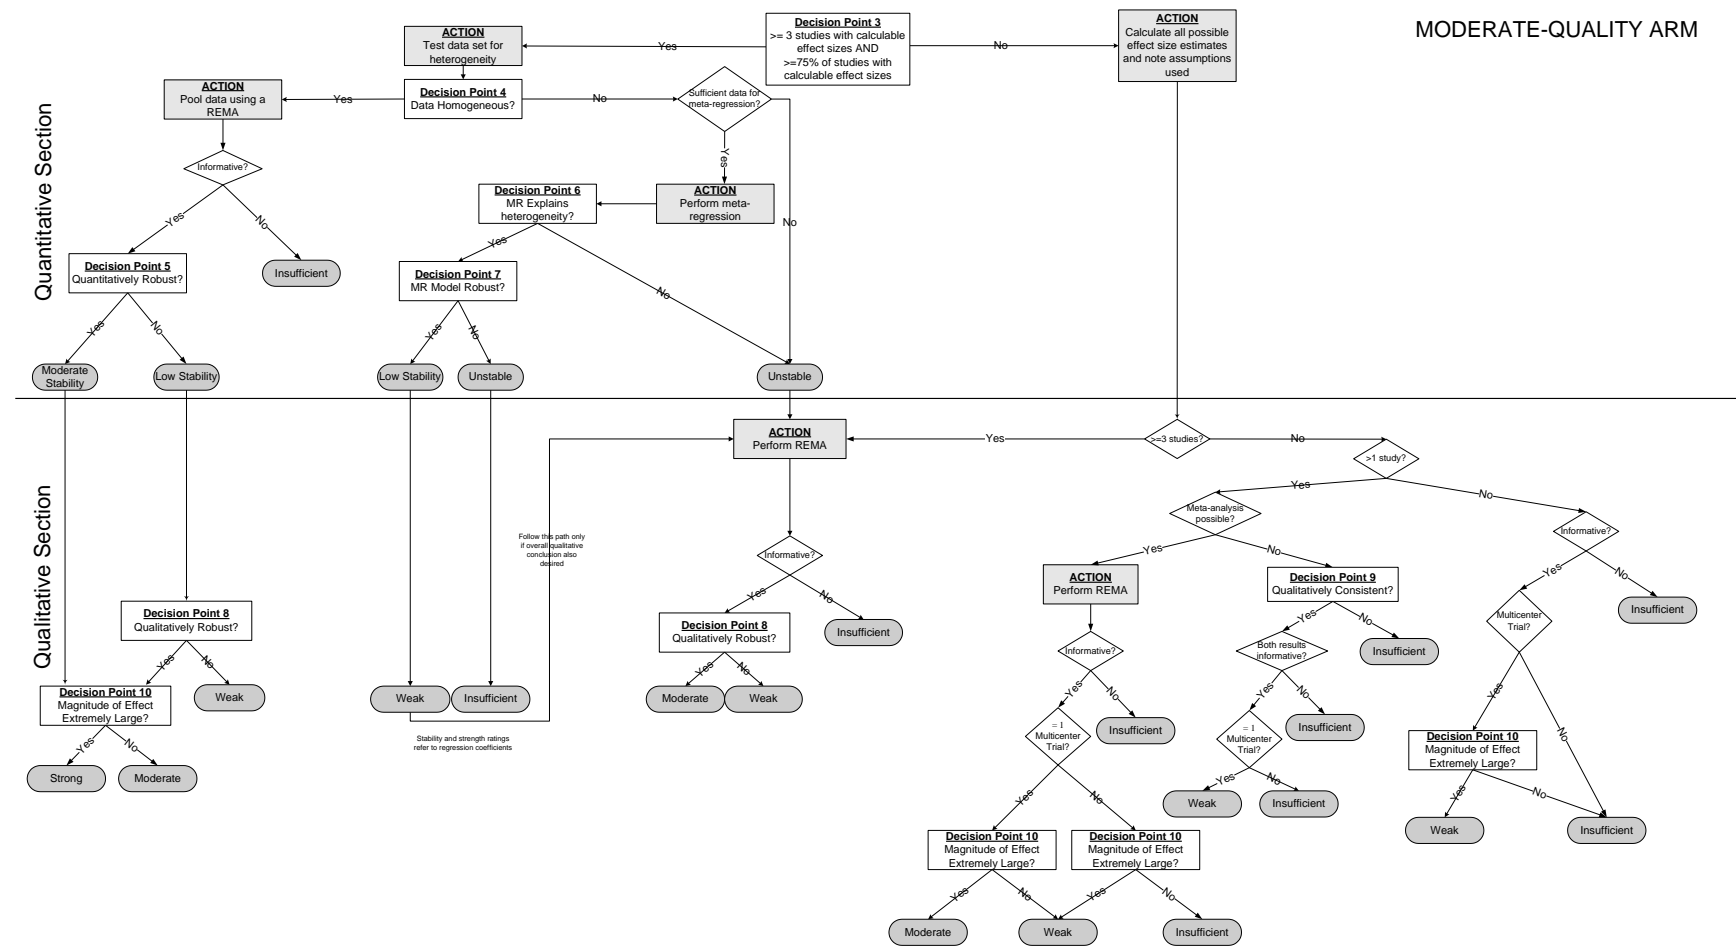 MODERATE-QUALITY ARM
Quantitative Section
Qualitative Section
Decision Point 3
>= 3 studies with calculable
effect sizes AND
>=75% of studies with
calculable effect sizes
Yes
No
ACTION
Test data set for
heterogeneity
ACTION
Calculate all possible
effect size estimates
and note assumptions
used
Decision Point 4
Data Homogeneous?
Yes
No
ACTION
Pool data using a
REMA
Sufficient data for
meta-regression?
Yes
No
Informative?
Yes
No
ACTION
Perform meta-
regression
Decision Point 6
MR Explains
heterogeneity?
Yes
No
Decision Point 5
Quantitatively Robust?
Insufficient
Yes
No
Decision Point 7
MR Model Robust?
Yes
No
Moderate
Stability
Low Stability
Low Stability
Unstable
Unstable
ACTION
Perform REMA
>=3 studies?
Yes
No
>1 study?
Yes
No
Meta-analysis
possible?
Yes
No
Informative?
Yes
No
Follow this path only
if overall qualitative
conclusion also
desired
Informative?
Yes
No
ACTION
Perform REMA
Decision Point 9
Qualitatively Consistent?
Yes
No
Insufficient
Multicenter
Trial?
Yes
No
Decision Point 8
Qualitatively Robust?
Yes
No
Decision Point 8
Qualitatively Robust?
Yes
No
Insufficient
Informative?
Yes
No
Both results
informative?
Yes
No
Insufficient
Decision Point 10
Magnitude of Effect
Extremely Large?
Yes
No
Weak
Weak
Insufficient
Moderate
Weak
Stability and strength ratings
refer to regression coefficients
= 1
Multicenter
Trial?
Yes
No
Insufficient
= 1
Multicenter
Trial?
Yes
No
Insufficient
Decision Point 10
Magnitude of Effect
Extremely Large?
Yes
No
Strong
Moderate
Weak
Insufficient
Weak
Insufficient
Decision Point 10
Magnitude of Effect
Extremely Large?
Yes
No
Decision Point 10
Magnitude of Effect
Extremely Large?
Yes
No
Moderate
Weak
Insufficient